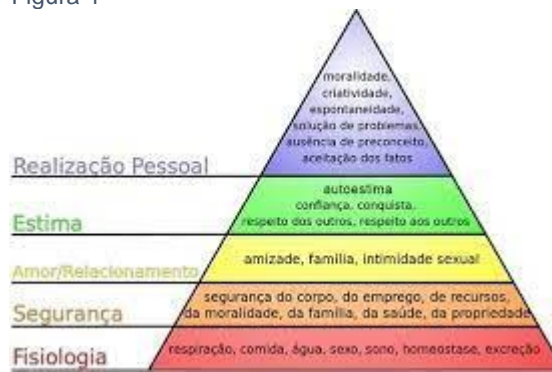 Figura 1
moralidade,
criatividade,
espontaneidade,
solução de problemas,
ausência de preconceito,
aceitação dos fatos
Realização Pessoal
autoestima
confiança, conquista,
respeito dos outros, respeito aos outros
Estima
amizade, família, intimidade sexual
Amor/Relacionamento
segurança do corpo, do emprego, de recursos,
da moralidade, da família, da saúde, da propriedade
Segurança
respiração, comida, água, sexo, sono, homeostase, excreção
Fisiologia